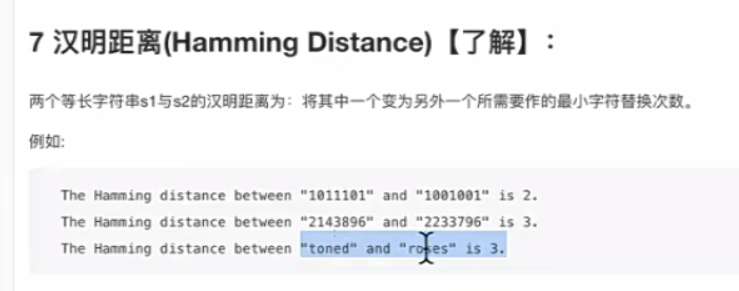 7 汉明距离(Hamming Distance)【了解】：
两个等长字符串s1与s2的汉明距离为：将其中一个变为另外一个所需要作的最小字符替换次数。
例如:
The Hamming distance between "1011101" and "1001001" is 2.
The Hamming distance between "2143896" and "2233796" is 3.
The Hamming distance between "toned" and "roses" is 3.